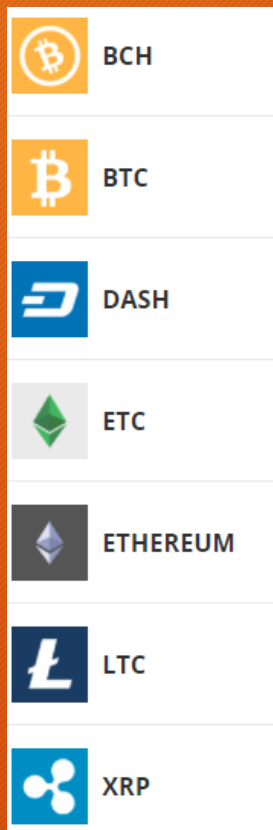 BCH
BTC
DASH
ETC
ETHEREUM
LTC
XRP